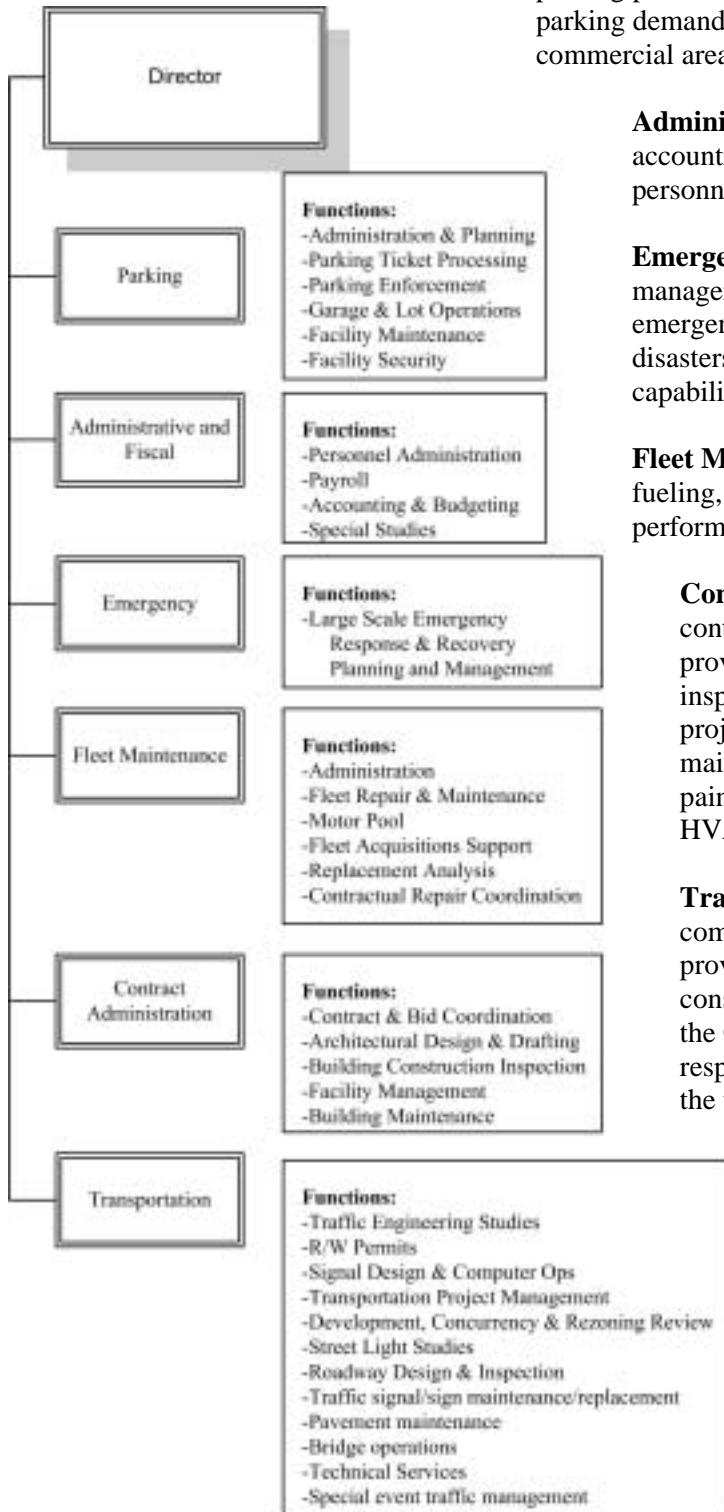 Director
Parking
Functions:
-Administration & Planning
-Parking Ticket Processing
-Parking Enforcement
-Garage & Lot Operations
-Facility Maintenance
-Facility Security
Administrative and
Fiscal
Functions:
-Personnel Administration
-Payroll
-Accounting & Budgeting
-Special Studies
Emergency
Functions:
-Large Scale Emergency
Response & Recovery
Planning and Management
Fleet Maintenance
Functions:
-Administration
-Fleet Repair & Maintenance
-Motor Pool
-Fleet Acquisitions Support
-Replacement Analysis
-Contractual Repair Coordination
Contract
Administration
Functions:
-Contract & Bid Coordination
-Architectural Design & Drafting
-Building Construction Inspection
-Facility Management
-Building Maintenance
Transportation
Functions:
-Traffic Engineering Studies
-R/W Permits
-Signal Design & Computer Ops
-Transportation Project Management
-Development, Concurrency & Rezoning Review
-Street Light Studies
-Roadway Design & Inspection
-Traffic signal/sign maintenance/replacement
-Pavement maintenance
-Bridge operations
-Technical Services
-Special event traffic management
parking demand
commercial area
Admini
account
personn
Emerge
manage
emerge
disaster
capabili
Fleet M
fueling,
perform
Con
con
prov
insp
proj
mai
pain
HVA
Tra
com
prov
con
the
resp
the